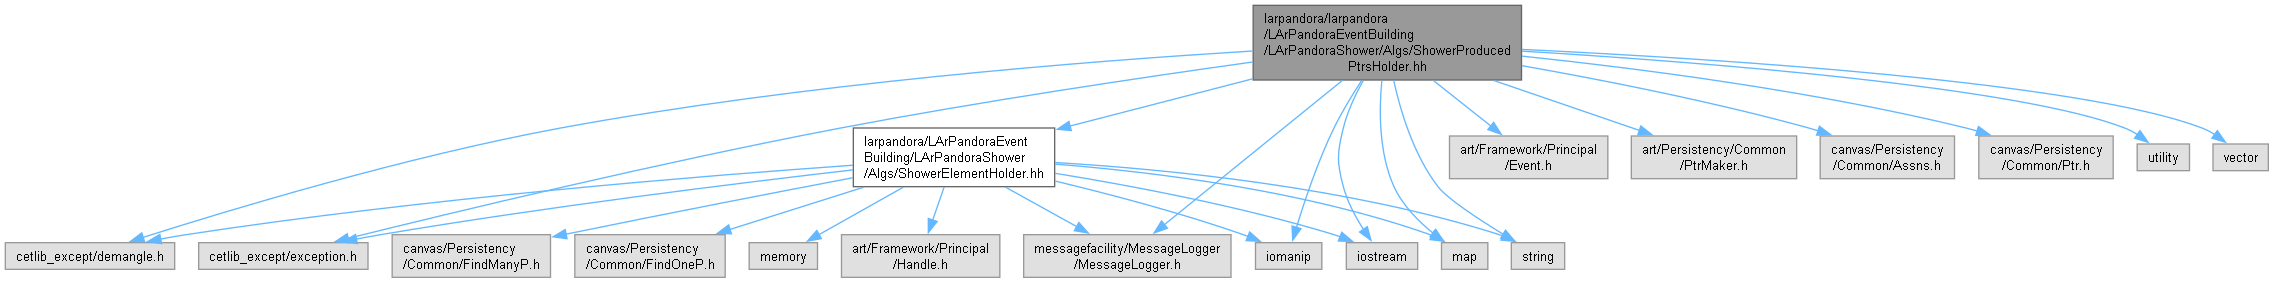 larpandora/larpandora
/LArPandoraEventBuilding
/LArPandoraShower/Algs/ShowerProduced
PtrsHolder.hh
larpandora/LArPandoraEvent
Building/LArPandoraShower
/Algs/ShowerElementHolder.hh
art/Framework/Principal
/Event.h
art/Persistency/Common
/PtrMaker.h
canvas/Persistency
/Common/Assns.h
canvas/Persistency
/Common/Ptr.h
utility
vector
cetlib_except/demangle.h
cetlib_except/exception.h
canvas/Persistency
/Common/FindManyP.h
canvas/Persistency
/Common/FindOneP.h
memory
art/Framework/Principal
/Handle.h
messagefacility/MessageLogger
/MessageLogger.h
iomanip
iostream
map
string